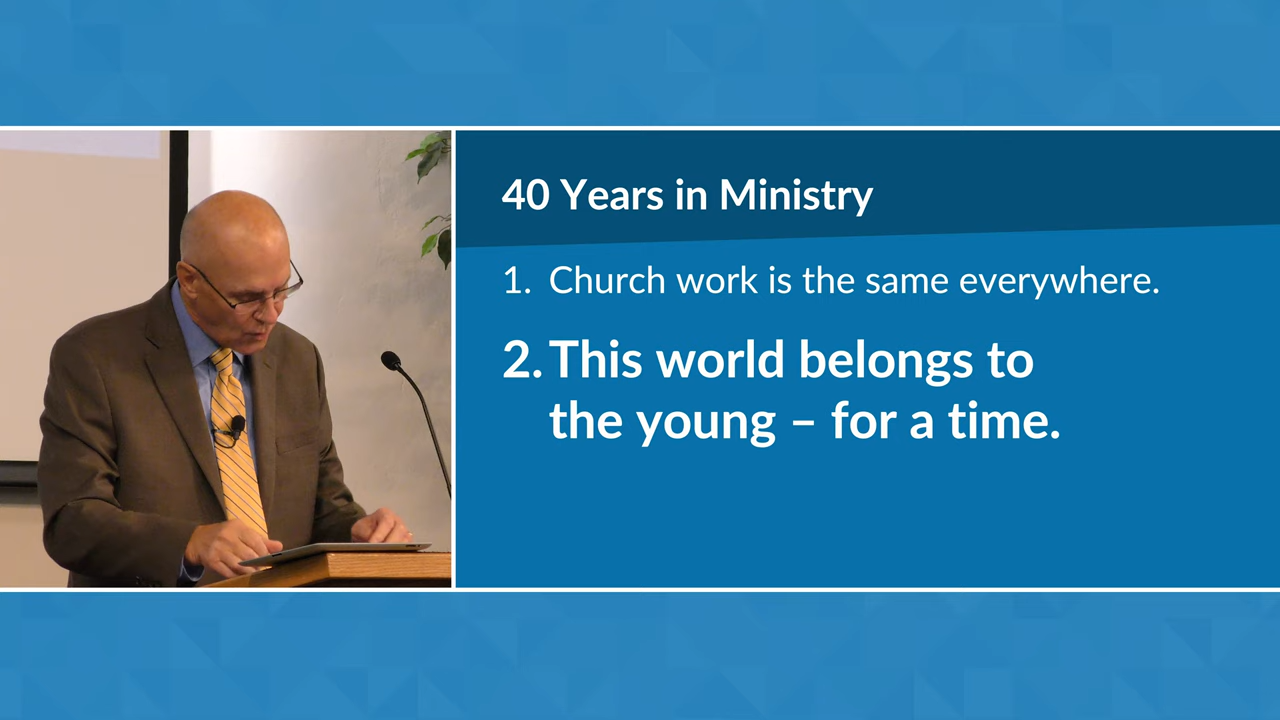 40 Years in Ministry
1. Church work is the same everywhere.
2. This world belongs to
the young – for a time.